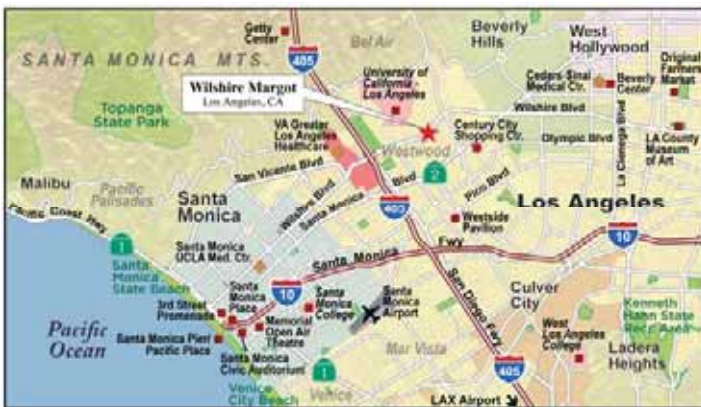 Getty
Center
405
Bel Air
Beverly
Hills
West
Hollywood
SANTA MONICA MTS.
Wilshire Margot
Los Angeles, CA
University of
California -
Los Angeles
Cedars-Sinai
Medical Ctr.
Beverly
Center
Original
Farmers
Market
Topanga
State Park
Wilshire Blvd
VA Greater
Los Angeles
Healthcare
Century City
Shopping Ctr.
Olympic Blvd
La Cienega Blvd
LA County
Museum
of Art
Westwood
San Vicente Blvd
2
Malibu
Pacific
Palisades
Santa
Monica
Wilshire Blvd
Santa Monica Blvd
Pico Blvd
405
Westside
Pavilion
Los Angeles
Pacific Coast Hwy
1
Santa Monica
UCLA Med. Ctr.
Santa Monica Fwy
10
Santa
Monica
State Beach
10
San Diego Fwy
Culver
City
3rd Street
Promenade
Santa
Monica
Place
Santa
Monica
College
Santa
Monica
Airport
Kenneth
Hahn State
Rec. Area
Pacific
Ocean
Santa Monica Pier/
Pacific Place
Memorial
Open Air
Theatre
Mar Vista
West
Los Angeles
College
Ladera
Heights
Santa Monica
Civic Auditorium
1
Venice
405
Venice
City Beach
LAX Airport